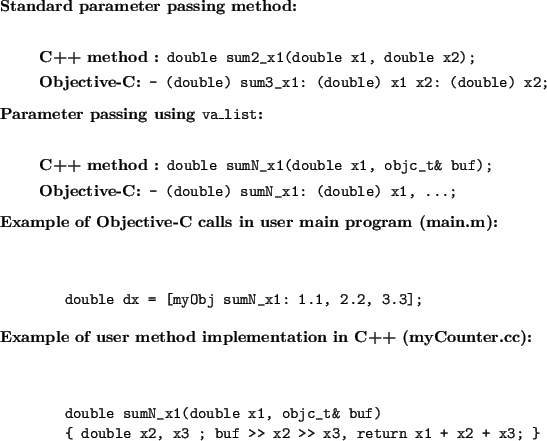 Standard parameter passing method:
C++ method : double sum2_x1(double x1, double x2);
Objective-C: - (double) sum3_x1: (double) x1 x2: (double) x2;
Parameter passing using va_list:
C++ method : double sumN_x1(double x1, objc_t& buf);
Objective-C: - (double) sumN_x1: (double) x1, ...;
Example of Objective-C calls in user main program (main.m):
double dx = [myObj sumN_x1: 1.1, 2.2, 3.3];
Example of user method implementation in C++ (myCounter.cc):
double sumN_x1(double x1, objc_t& buf)
{ double x2, x3 ; buf >> x2 >> x3, return x1 + x2 + x3; }